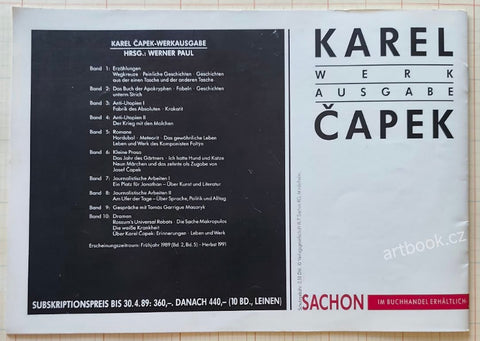 KAREL ČAPEK-WERKAUSGABE
HRSG.: WERNER PAUL
Band 1: Erzählungen
Wegkreuze · Peinliche Geschichten · Geschichten
aus der einen Tasche und der anderen Tasche
Band 2: Das Buch der Apokryphen · Fabeln · Geschichten
unterm Strich
Band 3: Anti-Utopien I
Fabrik des Absoluten · Krakatit
Band 4: Anti-Utopien II
Der Krieg mit den Molchen
Band 5: Romane
Hordubal · Meteorit · Das gewöhnliche Leben
Leben und Werk des Komponisten Foltyn
Band 6: Kleine Prosa
Das Jahr des Gärtners · Ich hatte Hund und Katze
Neun Märchen und das zehnte als Zugabe von
Josef Čapek
Band 7: Journalistische Arbeiten I
Ein Platz für Jonathan – Über Kunst und Literatur
Band 8: Journalistische Arbeiten II
Am Ufer der Tage – Über Sprache, Politik und Alltag
Band 9: Gespräche mit Tomás Garrigue Masaryk
Band 10: Dramen
Rossum's Universal Robots · Die Sache Makropulos
Die weiße Krankheit
Über Karel Čapek: Erinnerungen · Leben und Werk
Erscheinungszeitraum: Frühjahr 1989 (Bd. 2, Bd. 5) - Herbst 1991
SUBSKRIPTIONSPREIS BIS 30.4.89: 360,–. DANACH 440,– (10 BD., LEINEN)
KAREL
WERK
AUSGABE
ČAPEK
artbook.cz
SACHON
IM BUCHHANDEL ERHÄLTLICH